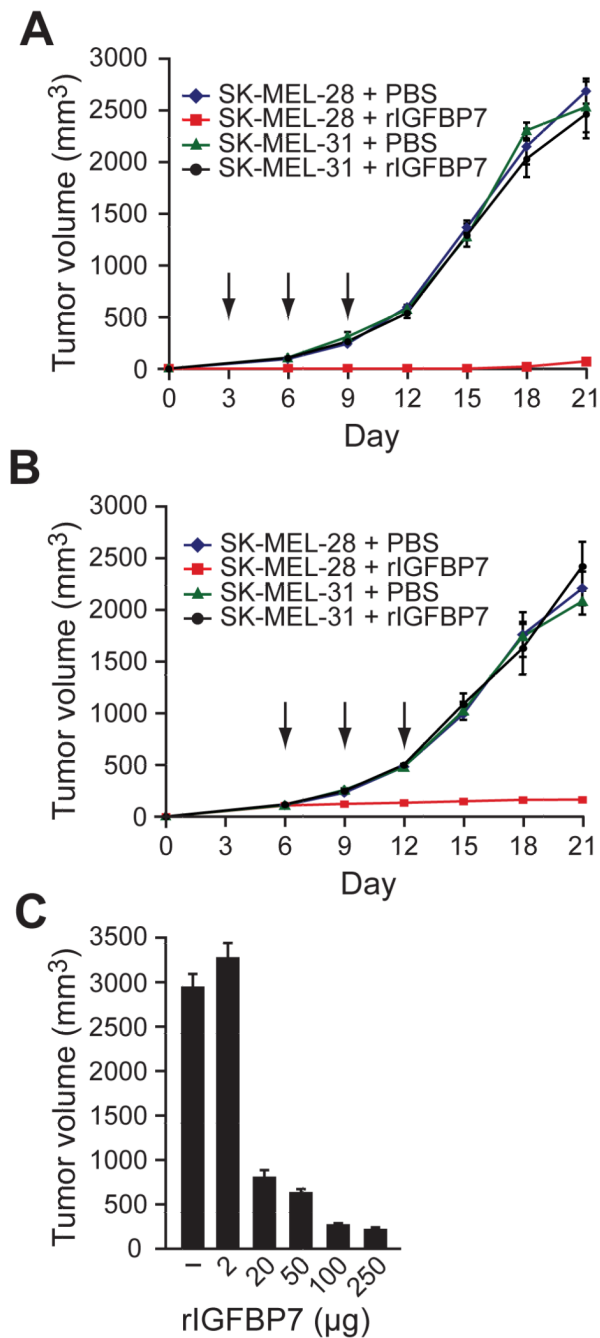 A
Tumor volume (mm3)
3000
2500
2000
1500
1000
500
0
SK-MEL-28 + PBS
SK-MEL-28 + rIGFBP7
SK-MEL-31 + PBS
SK-MEL-31 + rIGFBP7
0 3 6 9 12 15 18 21
Day
B
Tumor volume (mm3)
3000
2500
2000
1500
1000
500
0
SK-MEL-28 + PBS
SK-MEL-28 + rIGFBP7
SK-MEL-31 + PBS
SK-MEL-31 + rIGFBP7
0 3 6 9 12 15 18 21
Day
C
Tumor volume (mm3)
3500
3000
2500
2000
1500
1000
500
0
– 2 20 50 100 250
rIGFBP7 (µg)